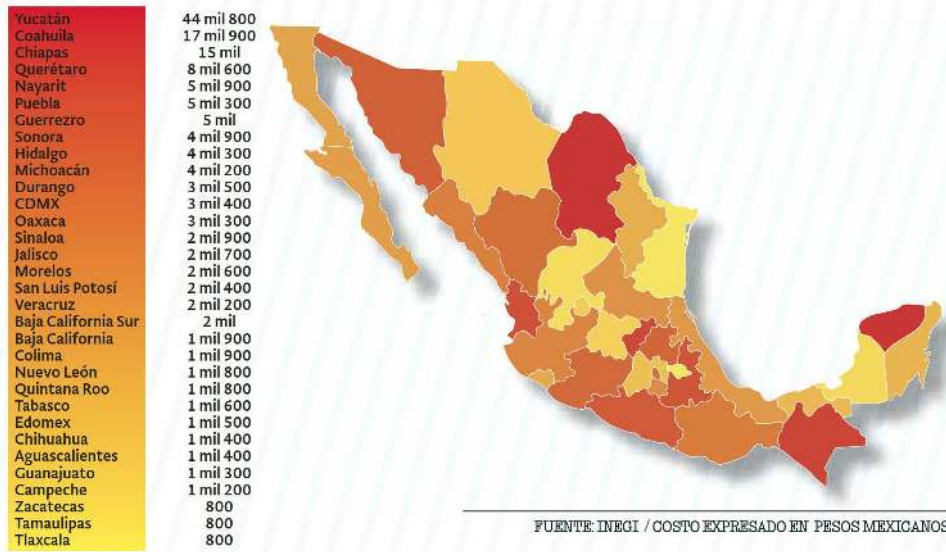 Yucatán 44 mil 800
Coahuila 17 mil 900
Chiapas 15 mil
Querétaro 8 mil 600
Nayarit 5 mil 900
Puebla 5 mil 300
Guerrezro 5 mil
Sonora 4 mil 900
Hidalgo 4 mil 300
Michoacán 4 mil 200
Durango 3 mil 500
CDMX 3 mil 400
Oaxaca 3 mil 300
Sinaloa 2 mil 900
Jalisco 2 mil 700
Morelos 2 mil 600
San Luis Potosí 2 mil 400
Veracruz 2 mil 200
Baja California Sur 2 mil
Baja California 1 mil 900
Colima 1 mil 900
Nuevo León 1 mil 800
Quintana Roo 1 mil 800
Tabasco 1 mil 600
Edomex 1 mil 500
Chihuahua 1 mil 400
Aguascalientes 1 mil 400
Guanajuato 1 mil 300
Campeche 1 mil 200
Zacatecas 800
Tamaulipas 800
Tlaxcala 800
FUENTE: INEGI / COSTO EXPRESADO EN PESOS MEXICANOS